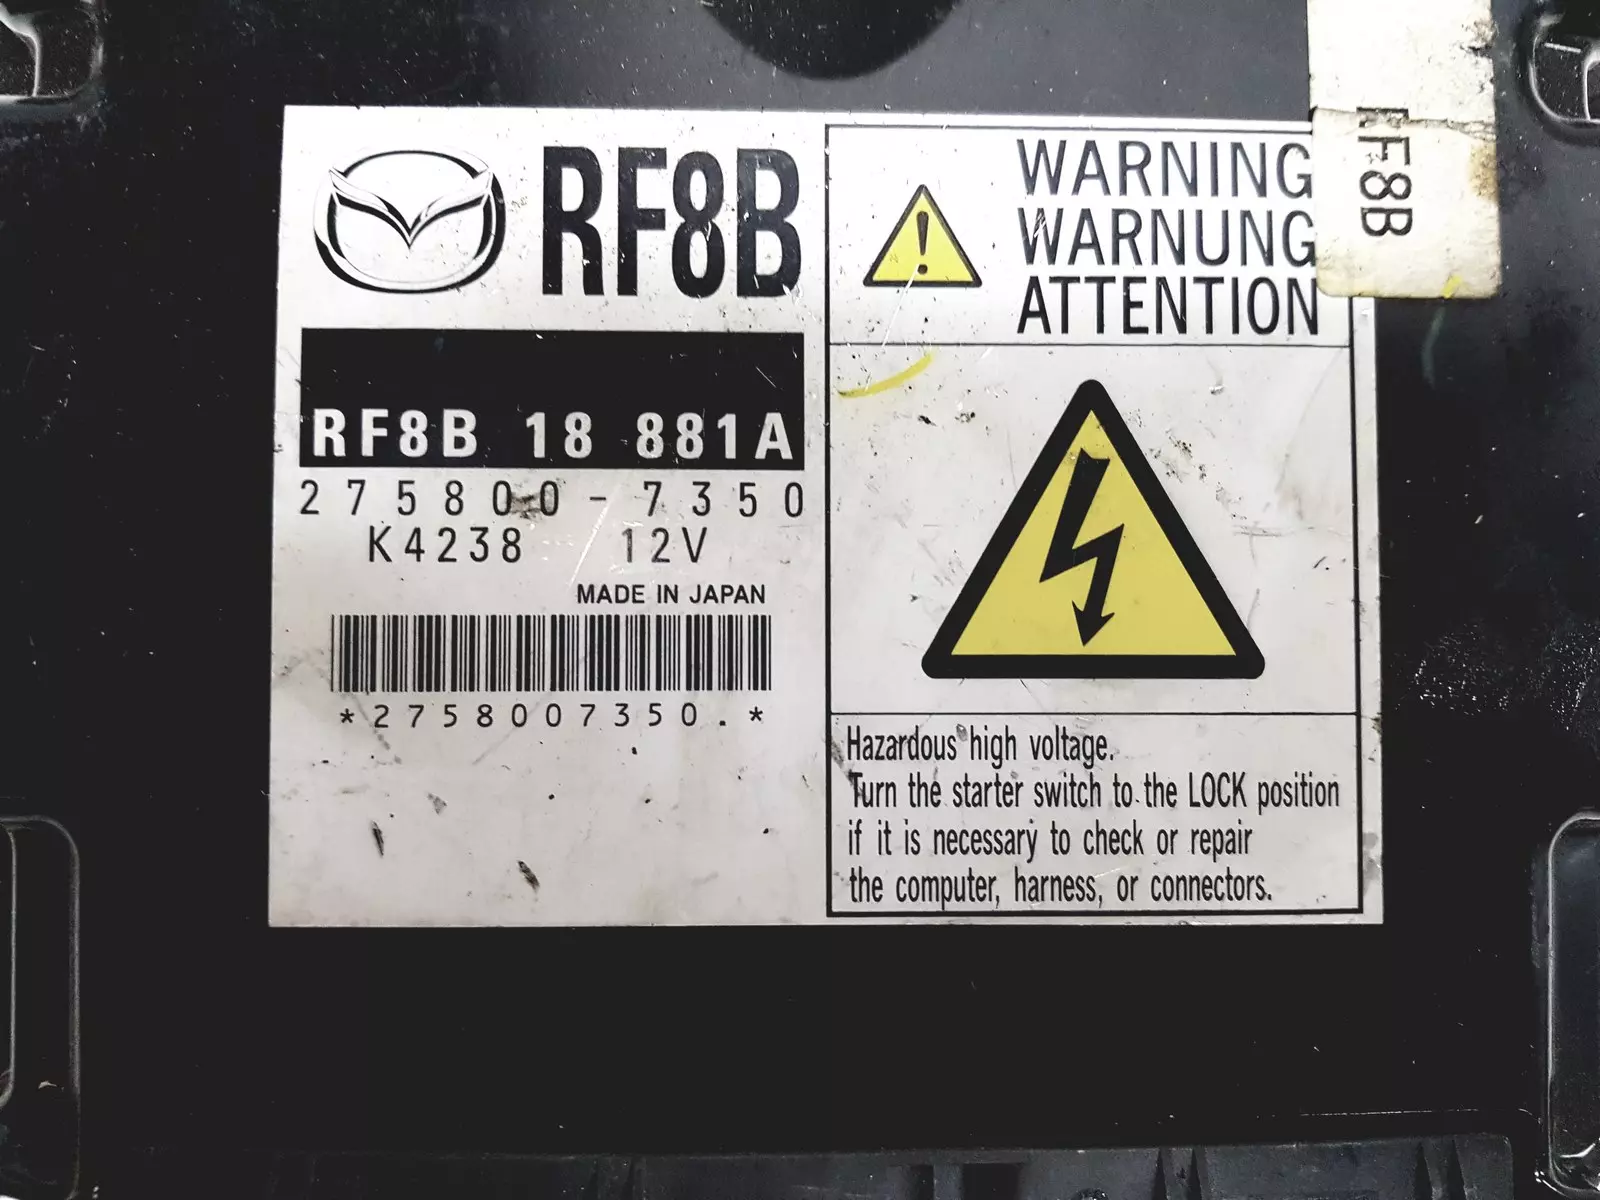 RF8B
RF8B 18 881A
275800-7350
K4238 12V
MADE IN JAPAN
*2758007350.*
WARNING
WARNUNG
ATTENTION
Hazardous high voltage.
Turn the starter switch to the LOCK position
if it is necessary to check or repair
the computer, harness, or connectors.
RF8B